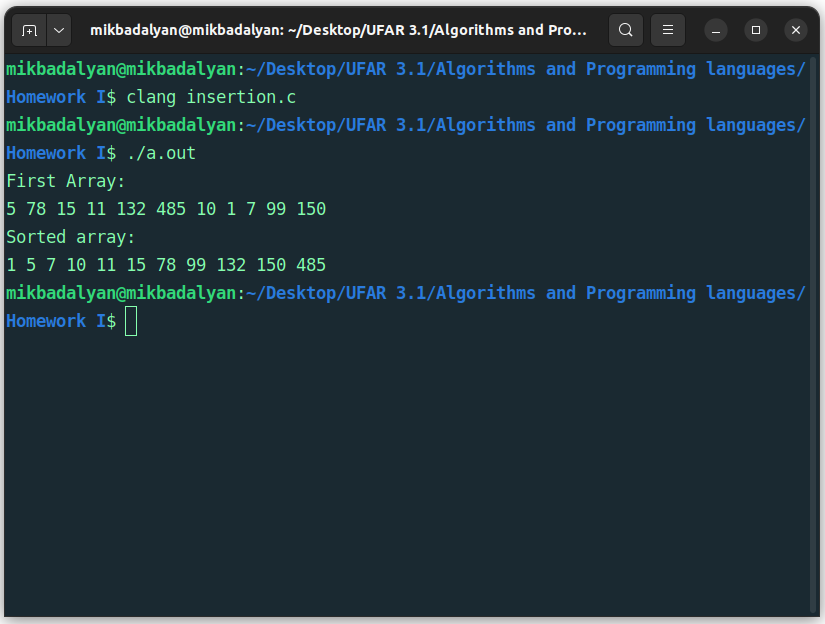 mikbadalyan@mikbadalyan: ~/Desktop/UFAR 3.1/Algorithms and Pro...
mikbadalyan@mikbadalyan:~/Desktop/UFAR 3.1/Algorithms and Programming languages/
Homework I$ clang insertion.c
mikbadalyan@mikbadalyan:~/Desktop/UFAR 3.1/Algorithms and Programming languages/
Homework I$ ./a.out
First Array:
5 78 15 11 132 485 10 1 7 99 150
Sorted array:
1 5 7 10 11 15 78 99 132 150 485
mikbadalyan@mikbadalyan:~/Desktop/UFAR 3.1/Algorithms and Programming languages/
Homework I$